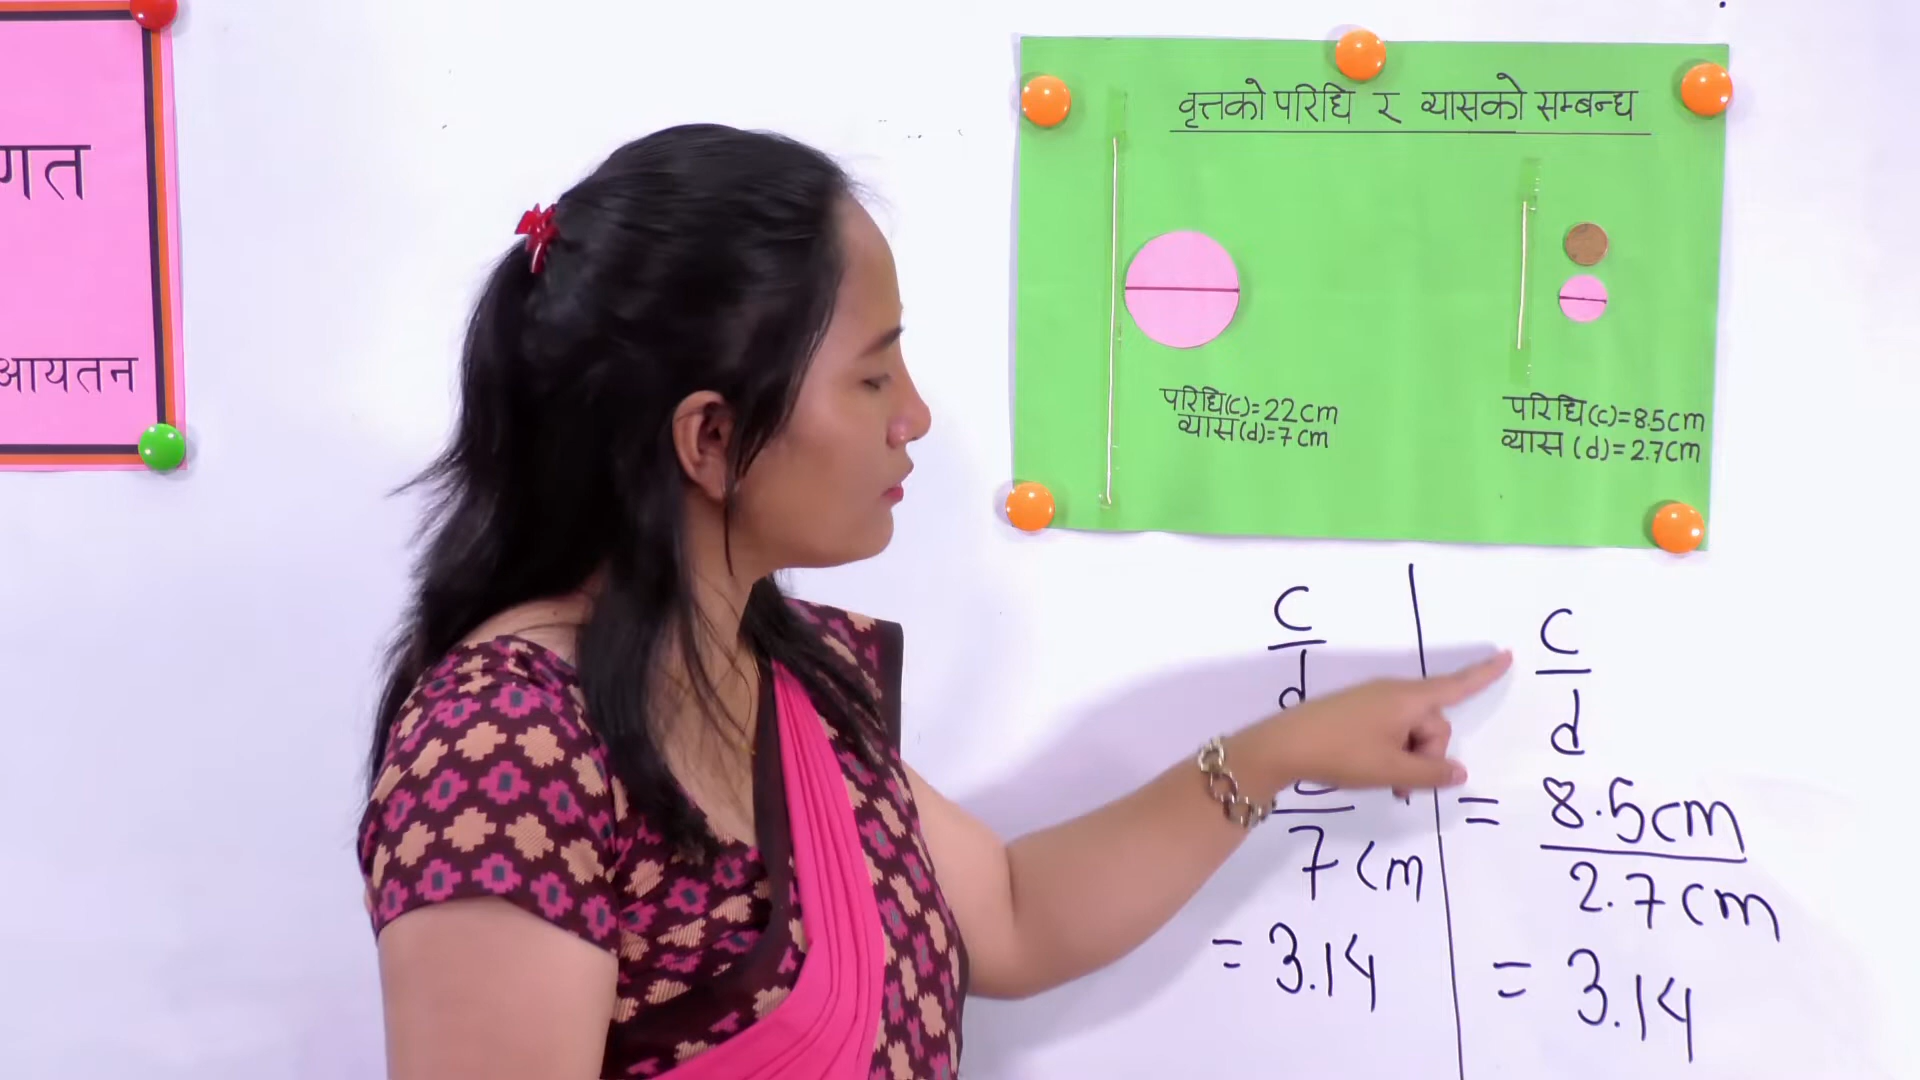 गत
आयतन
वृत्तको परिधि र व्यासको सम्बन्ध
परिधि(c)=22cm
व्यास(d)=7cm
परिधि(c)=8.5cm
व्यास (d)=2.7cm
C
d
7cm
= 3.14
C
d
= 8.5cm
2.7cm
= 3.14